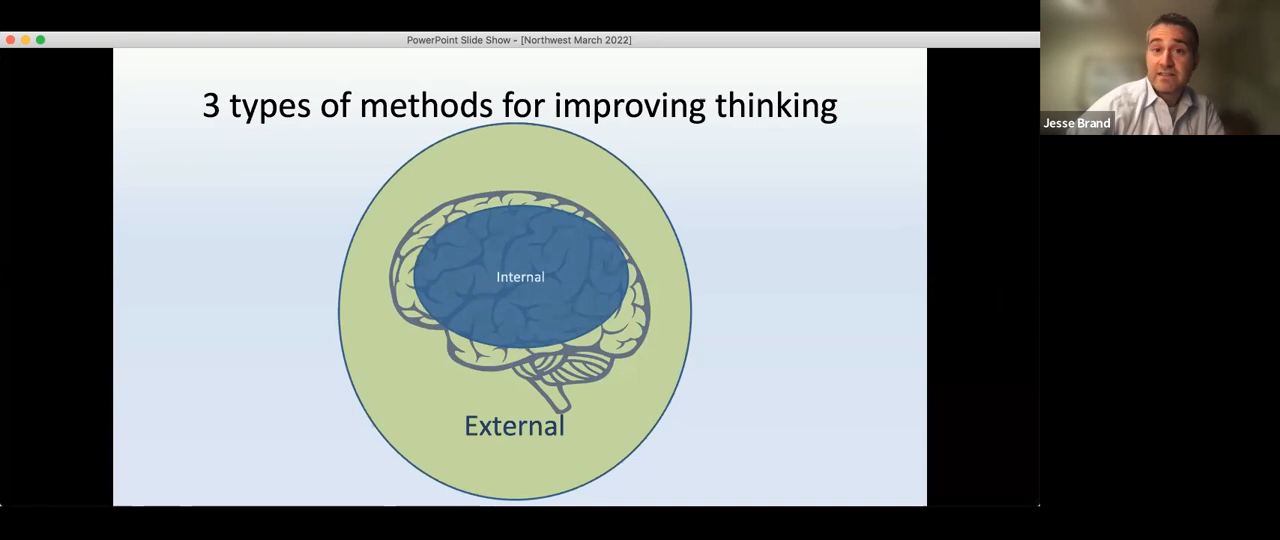 PowerPoint Slide Show - [Northwest March 2022]
3 types of methods for improving thinking
Internal
External
Jesse Brand